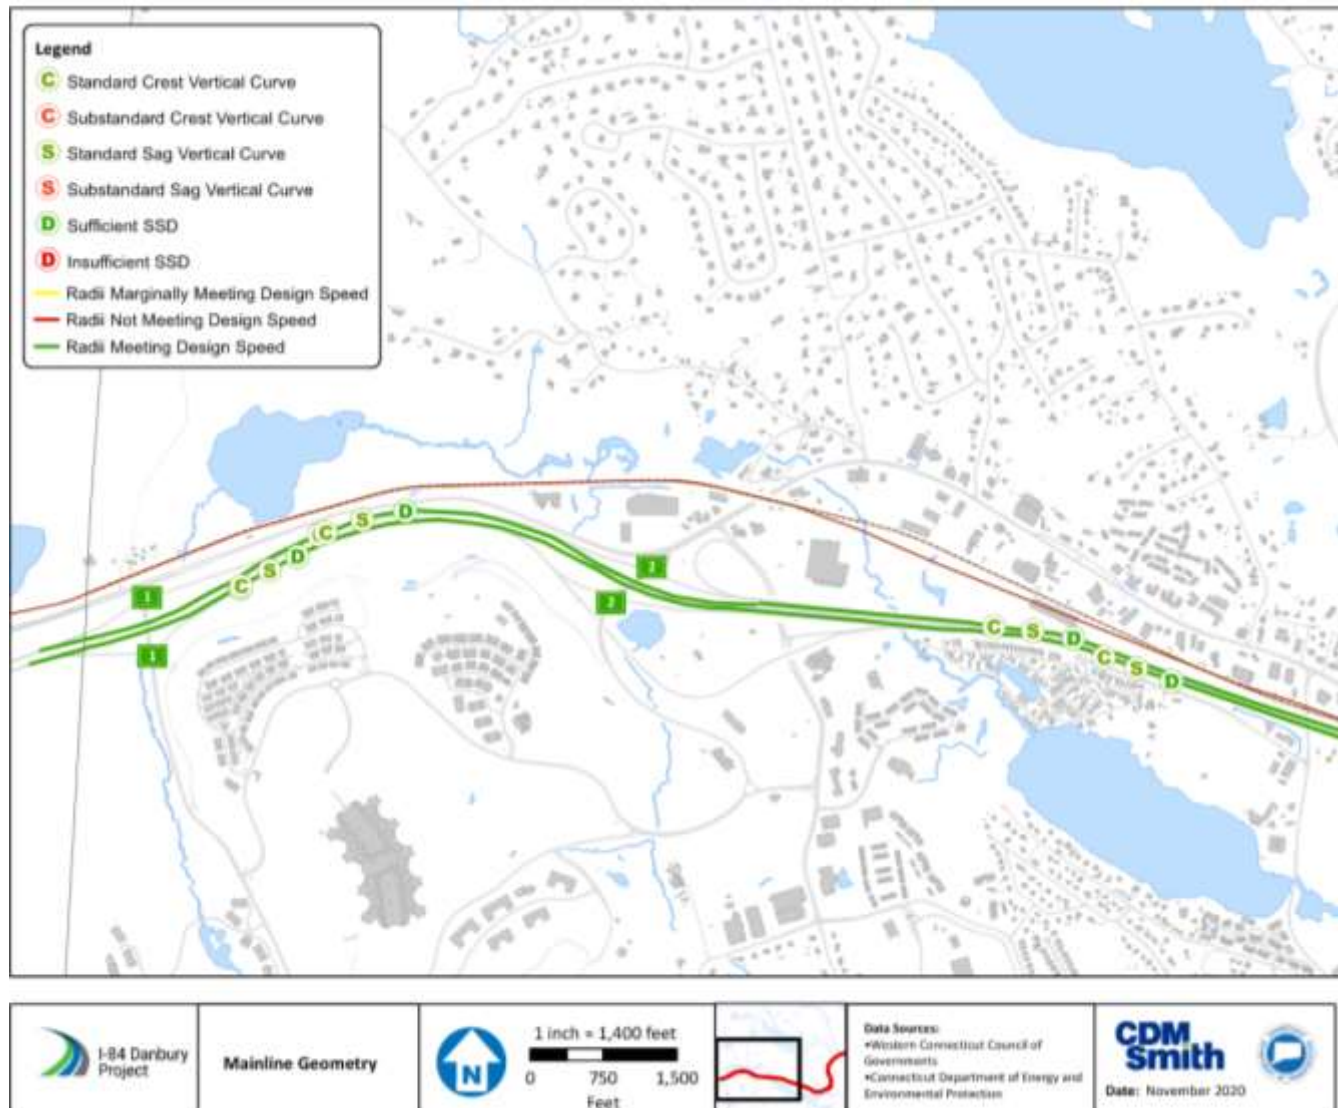 Legend
C Standard Crest Vertical Curve
C Substandard Crest Vertical Curve
S Standard Sag Vertical Curve
S Substandard Sag Vertical Curve
D Sufficient SSD
D Insufficient SSD
Radii Marginally Meeting Design Speed
Radii Not Meeting Design Speed
Radii Meeting Design Speed
C S D C S D
1
1
2
2
C S D C S D
I-84 Danbury
Project
Mainline Geometry
N
1 inch = 1,400 feet
0 750 1,500
Feet
Data Sources:
•Western Connecticut Council of
Governments
•Connecticut Department of Energy and
Environmental Protection
CDM
Smith
Date: November 2020